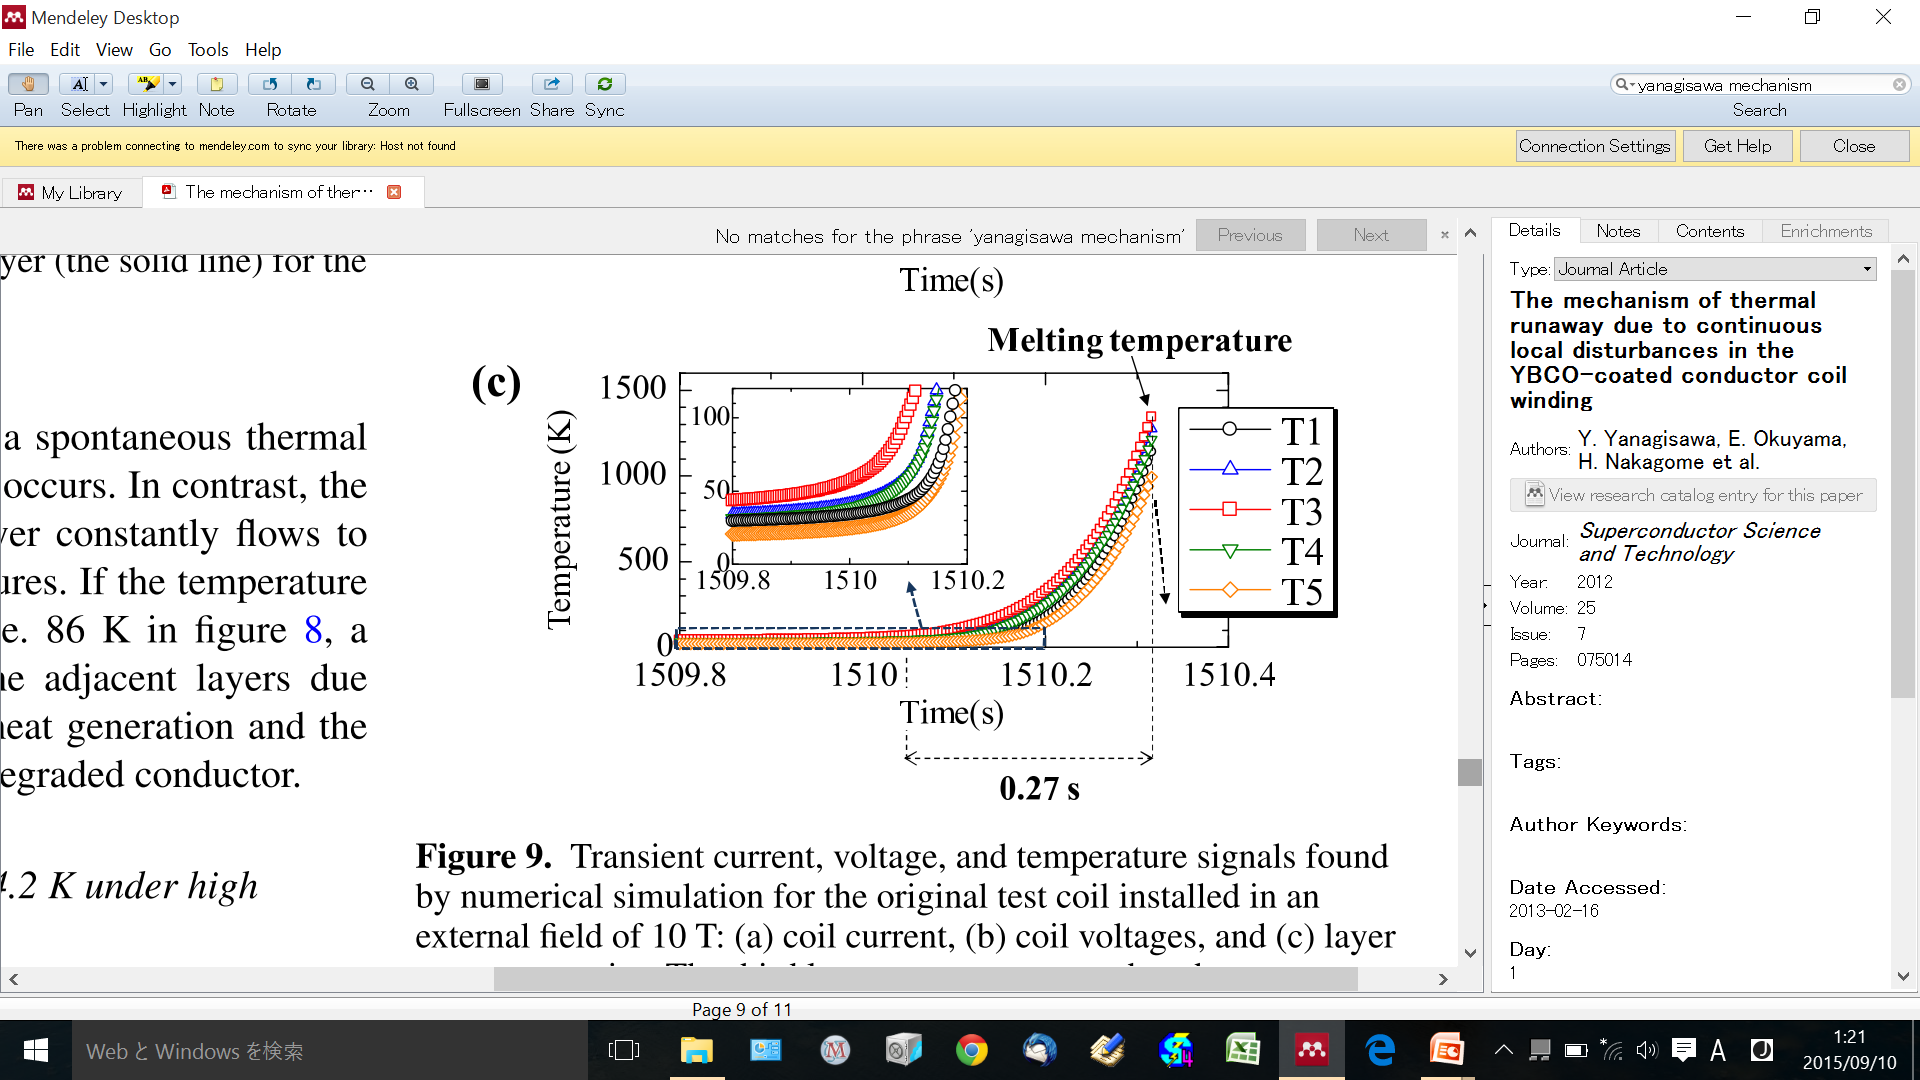 Mendeley Desktop
File Edit View Go Tools Help
Pan Select Highlight Note Rotate Zoom Fullscreen Share Sync
yanagisawa mechanism
Search
There was a problem connecting to mendeley.com to sync your library: Host not found
Connection Settings Get Help Close
My Library The mechanism of ther…
No matches for the phrase 'yanagisawa mechanism' Previous Next
yer (the solid line) for the
a spontaneous thermal
occurs. In contrast, the
ver constantly flows to
ures. If the temperature
e. 86 K in figure 8, a
he adjacent layers due
heat generation and the
egraded conductor.
4.2 K under high
Time(s)
Melting temperature
(c)
Temperature (K)
1500
1000
500
0
100
50
0
1509.8 1510 1510.2
T1
T2
T3
T4
T5
1509.8 1510 1510.2 1510.4
Time(s)
0.27 s
Figure 9. Transient current, voltage, and temperature signals found
by numerical simulation for the original test coil installed in an
external field of 10 T: (a) coil current, (b) coil voltages, and (c) layer
Page 9 of 11
Details Notes Contents Enrichments
Type: Journal Article
The mechanism of thermal
runaway due to continuous
local disturbances in the
YBCO-coated conductor coil
winding
Authors: Y. Yanagisawa, E. Okuyama,
H. Nakagome et al.
View research catalog entry for this paper
Journal: Superconductor Science
and Technology
Year: 2012
Volume: 25
Issue: 7
Pages: 075014
Abstract:
Tags:
Author Keywords:
Date Accessed:
2013-02-16
Day:
1
Web と Windows を検索
A
1:21
2015/09/10